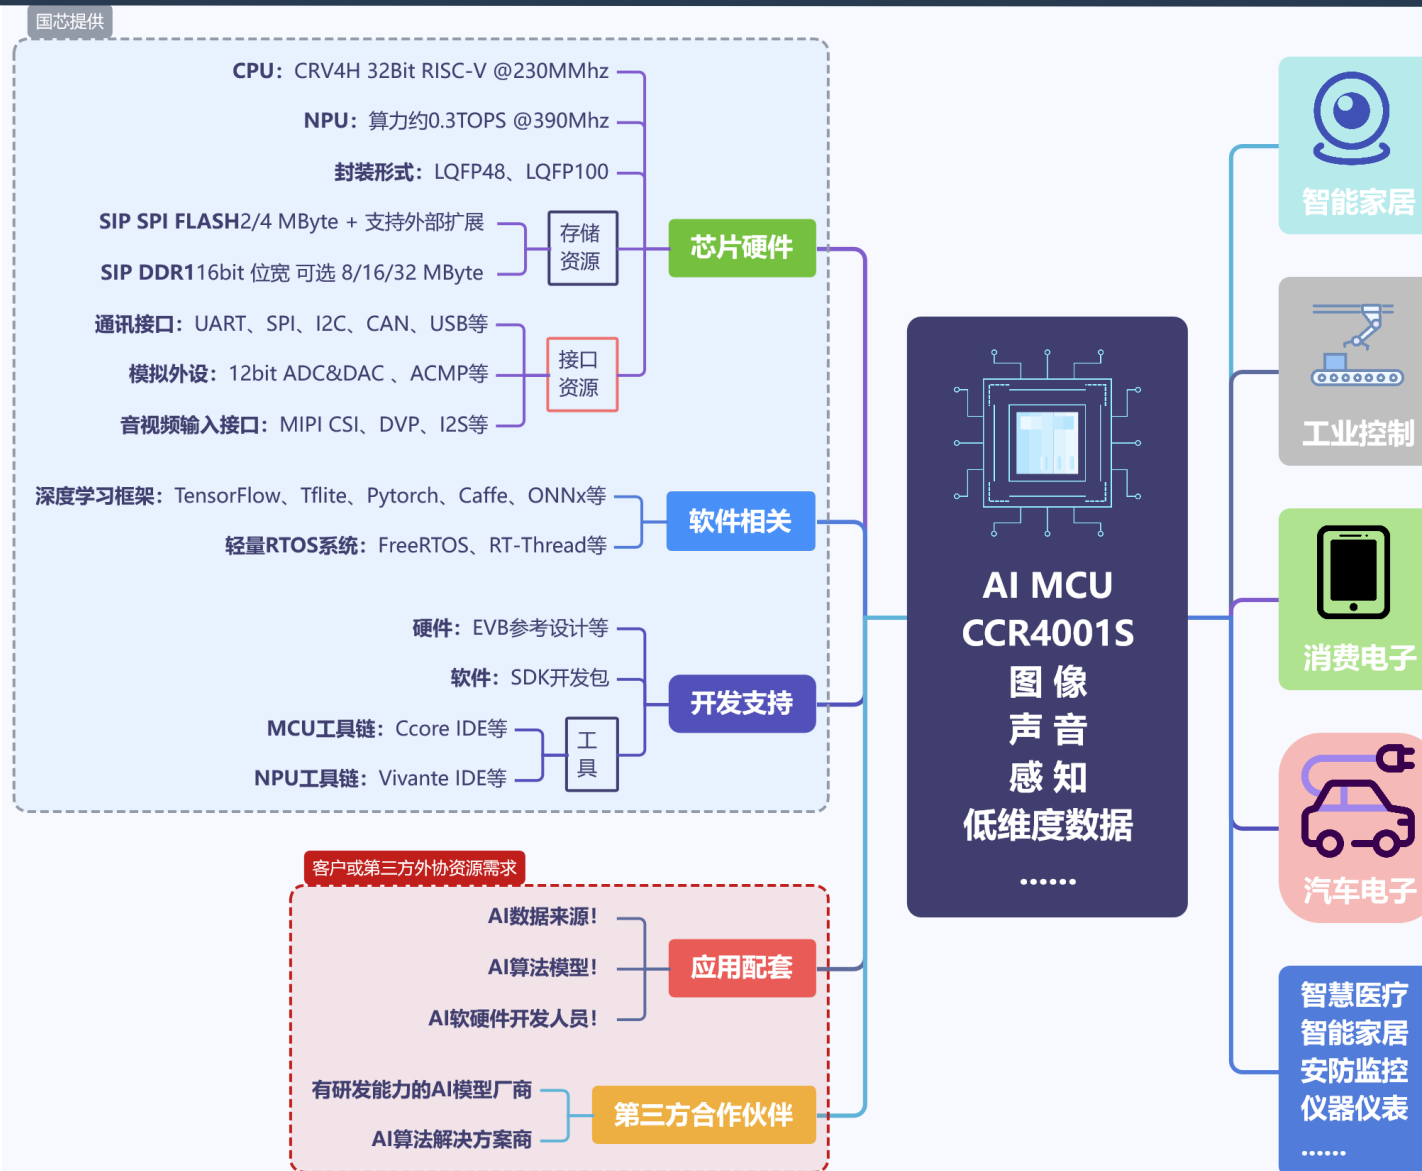 国芯提供
CPU：CRV4H 32Bit RISC-V @230MMhz
NPU：算力约0.3TOPS @390Mhz
封装形式：LQFP48、LQFP100
SIP SPI FLASH2/4 MByte + 支持外部扩展
SIP DDR116bit 位宽 可选 8/16/32 MByte
存储
资源
通讯接口：UART、SPI、I2C、CAN、USB等
模拟外设：12bit ADC&DAC 、ACMP等
音视频输入接口：MIPI CSI、DVP、I2S等
接口
资源
芯片硬件
深度学习框架：TensorFlow、Tflite、Pytorch、Caffe、ONNx等
轻量RTOS系统：FreeRTOS、RT-Thread等
软件相关
硬件：EVB参考设计等
软件：SDK开发包
MCU工具链：Ccore IDE等
NPU工具链：Vivante IDE等
工
具
开发支持
客户或第三方外协资源需求
AI数据来源！
AI算法模型！
AI软硬件开发人员！
应用配套
有研发能力的AI模型厂商
AI算法解决方案商
第三方合作伙伴
AI MCU
CCR4001S
图 像
声 音
感 知
低维度数据
......
智能家居
工业控制
消费电子
汽车电子
智慧医疗
智能家居
安防监控
仪器仪表
......